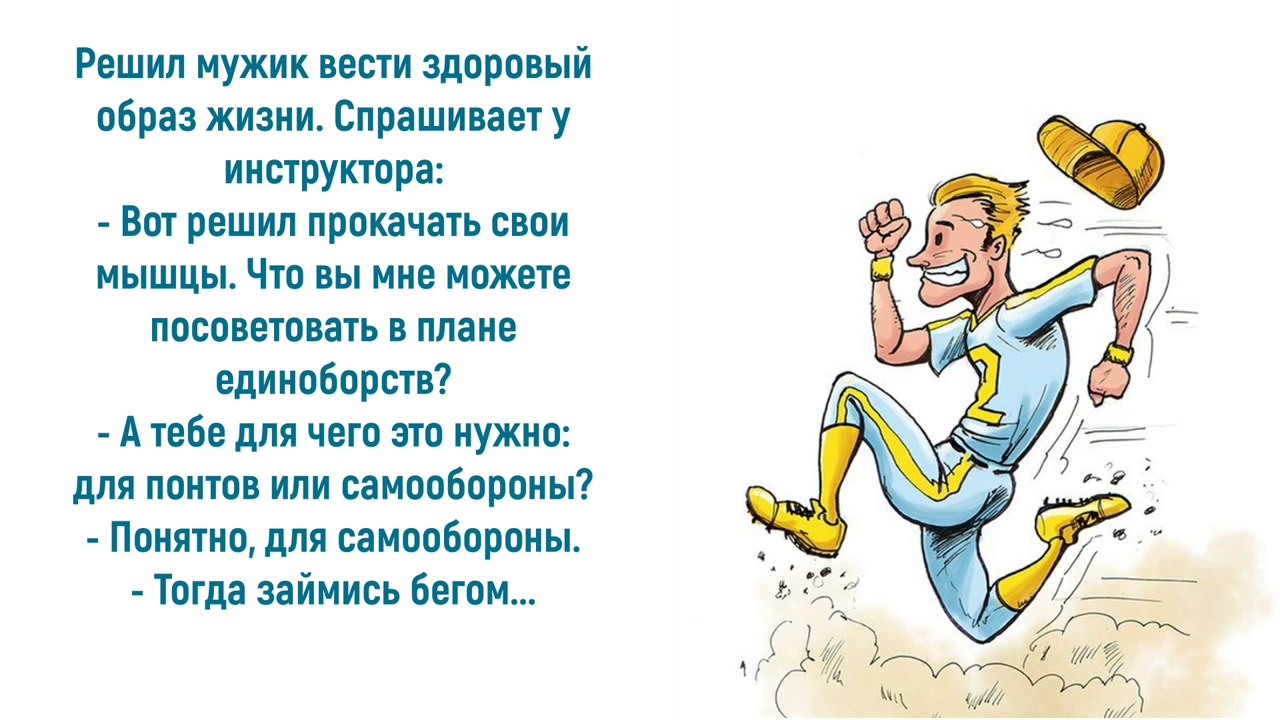 Решил мужик вести здоровый
образ жизни. Спрашивает у
инструктора:
- Вот решил прокачать свои
мышцы. Что вы мне можете
посоветовать в плане
единоборств?
- А тебе для чего это нужно:
для понтов или самообороны?
- Понятно, для самообороны.
- Тогда займись бегом...
2